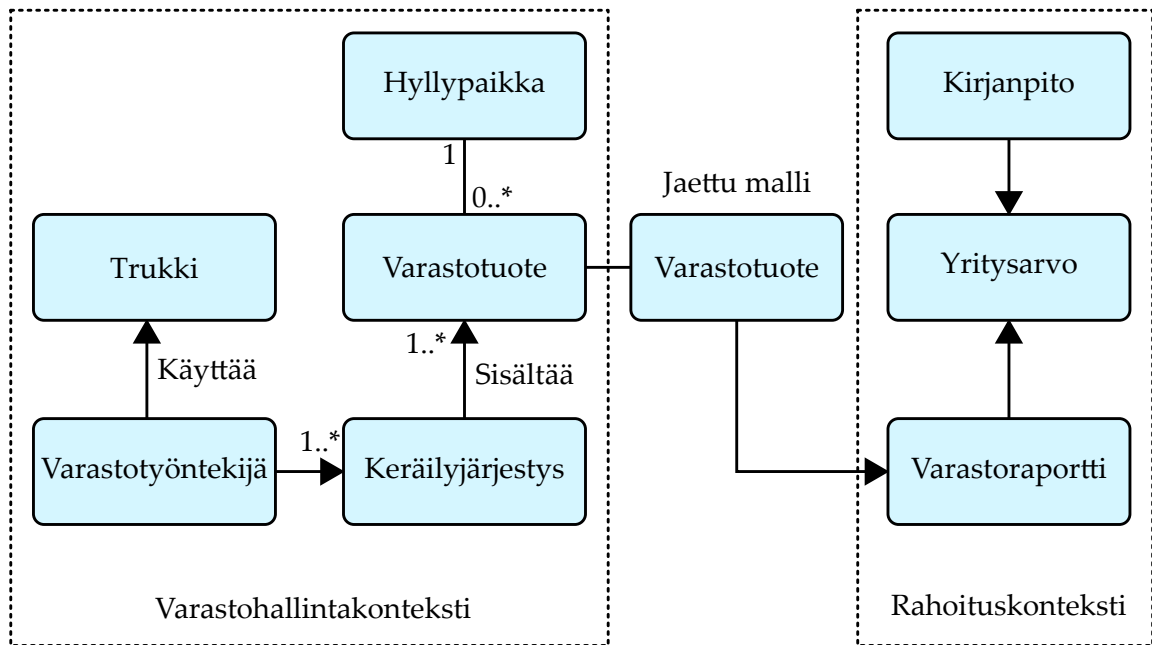 Hyllypaikka
Kirjanpito
1
Jaettu malli
0..*
Trukki
Varastotuote
Varastotuote
Yritysarvo
1..*
Käyttää
Sisältää
1..*
Varastotyöntekijä
Keräilyjärjestys
Varastoraportti
Varastohallintakonteksti
Rahoituskonteksti